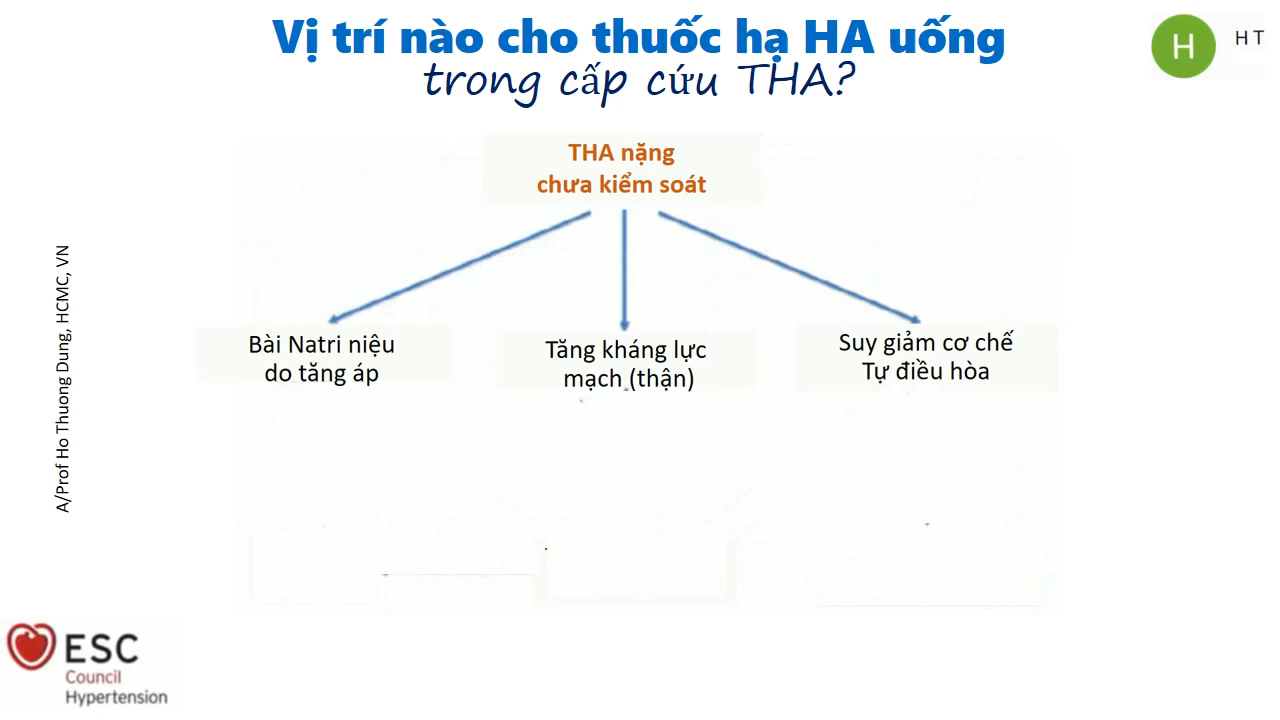 Vị trí nào cho thuốc hạ HA uống
trong cấp cứu THA?
H
H T
THA nặng
chưa kiểm soát
Bài Natri niệu
do tăng áp
Tăng kháng lực
mạch (thận)
Suy giảm cơ chế
Tự điều hòa
A/Prof Ho Thuong Dung, HCMC, VN
ESC
Council
Hypertension